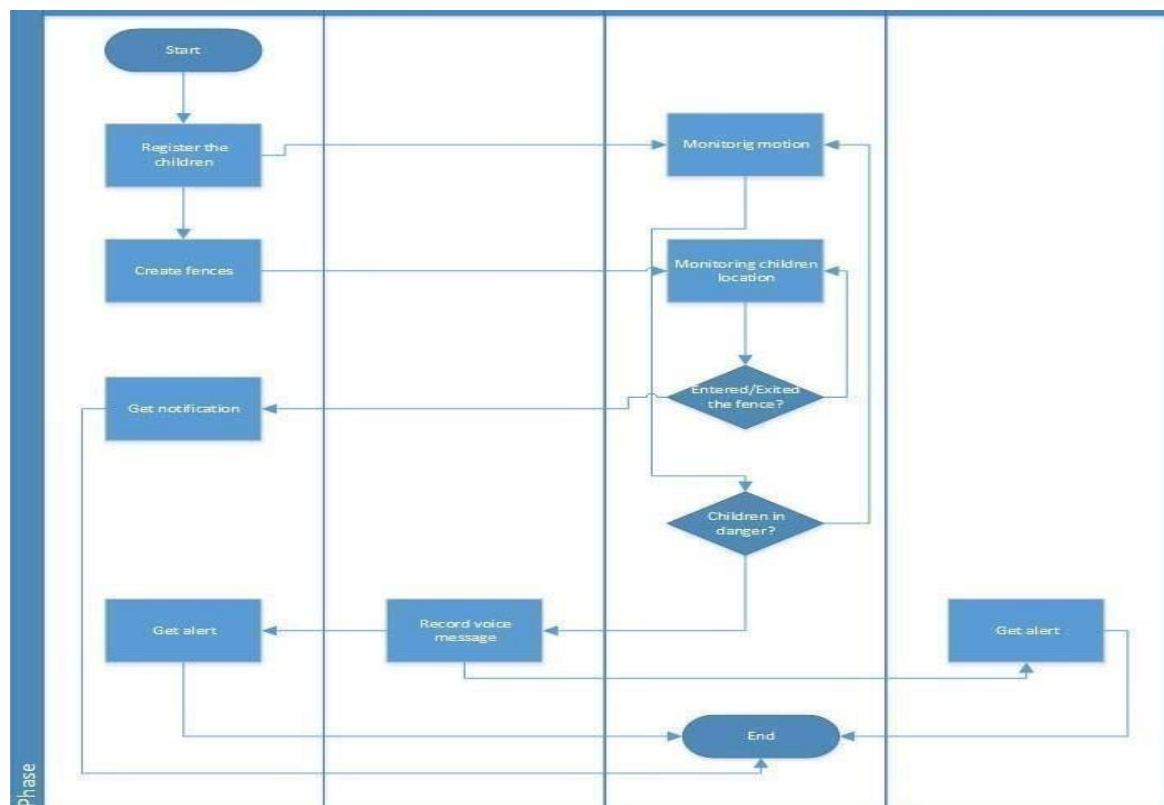 Start
Register the
children
Monitorig motion
Create fences
Monitoring children
location
Get notification
Entered/Exited
the fence?
Children in
danger?
Get alert
Record voice
message
Get alert
End
Phase